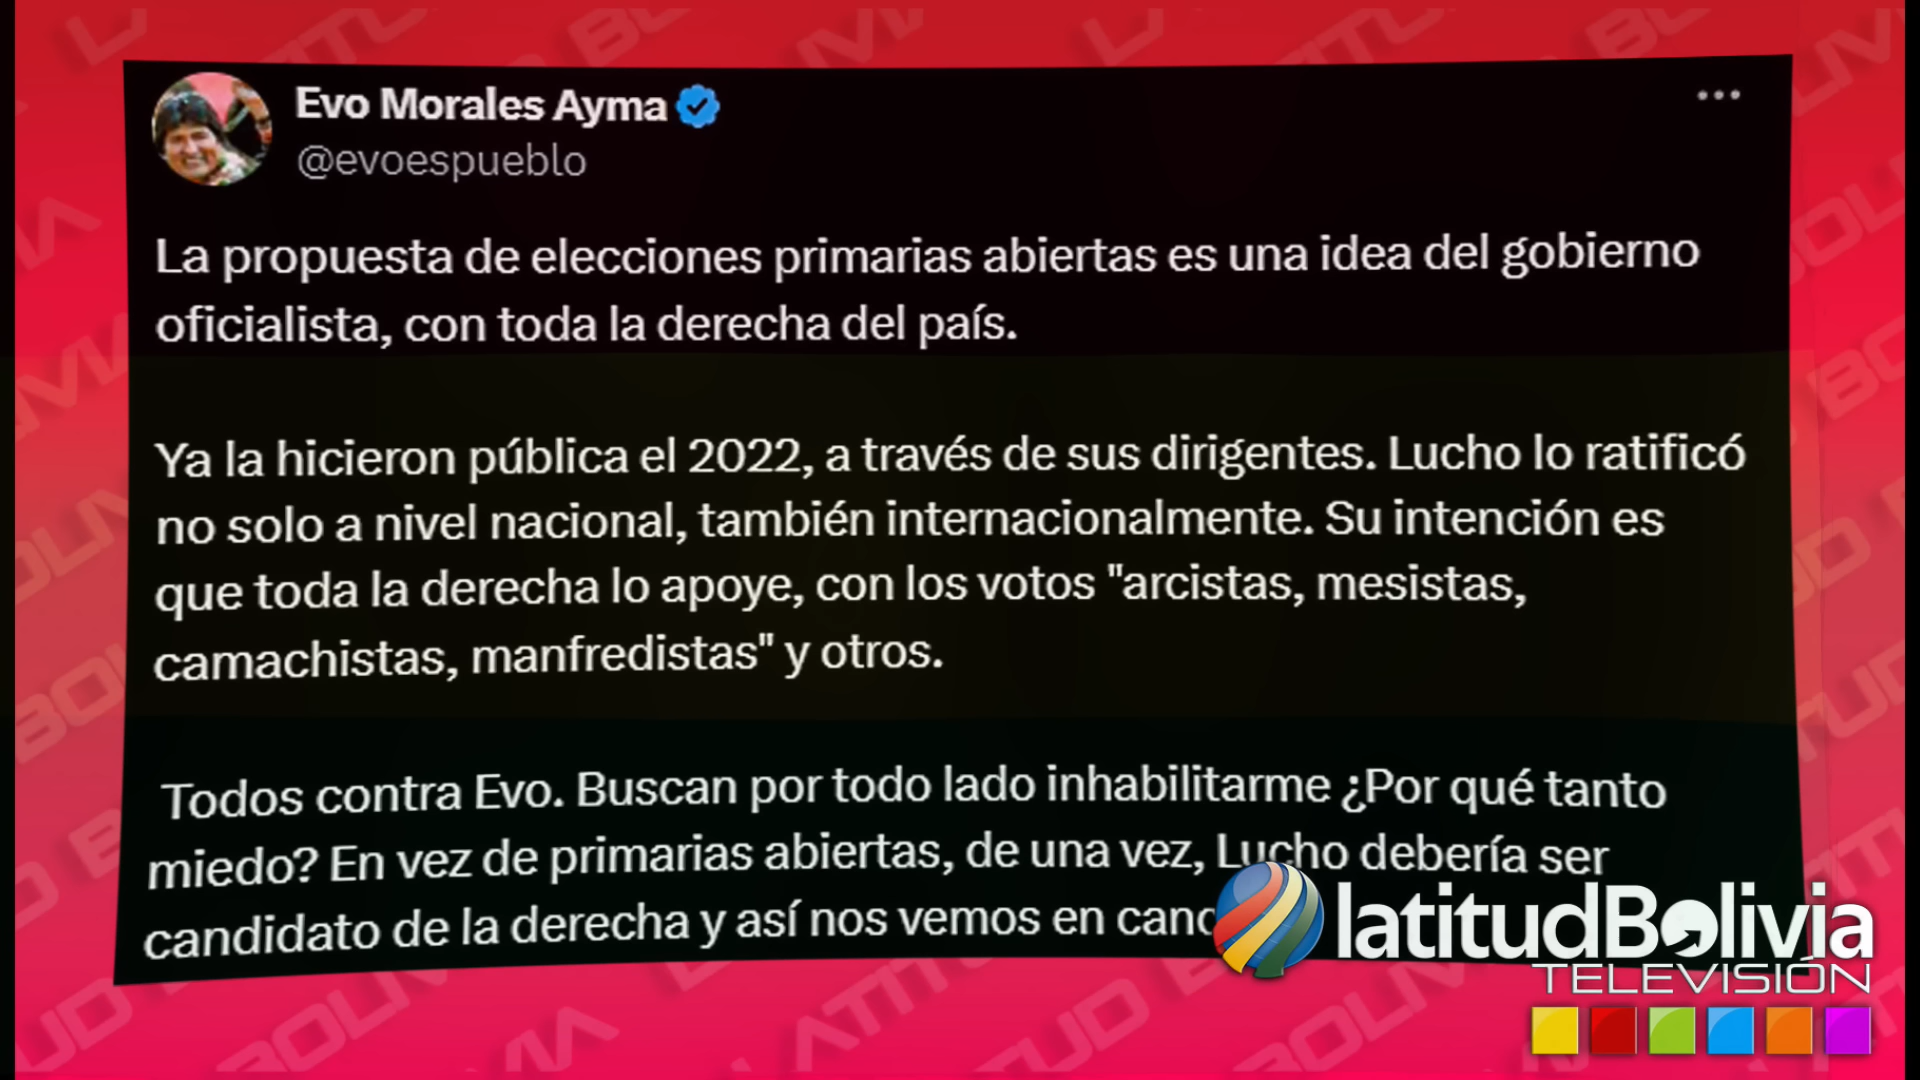 Evo Morales Ayma
@evoespueblo
La propuesta de elecciones primarias abiertas es una idea del gobierno
oficialista, con toda la derecha del país.
Ya la hicieron pública el 2022, a través de sus dirigentes. Lucho lo ratificó
no solo a nivel nacional, también internacionalmente. Su intención es
que toda la derecha lo apoye, con los votos "arcistas, mesistas,
camachistas, manfredistas" y otros.
Todos contra Evo. Buscan por todo lado inhabilitarme ¿Por qué tanto
miedo? En vez de primarias abiertas, de una vez, Lucho debería ser
candidato de la derecha y así nos vemos en
latitudBolivia
TELEVISIÓN